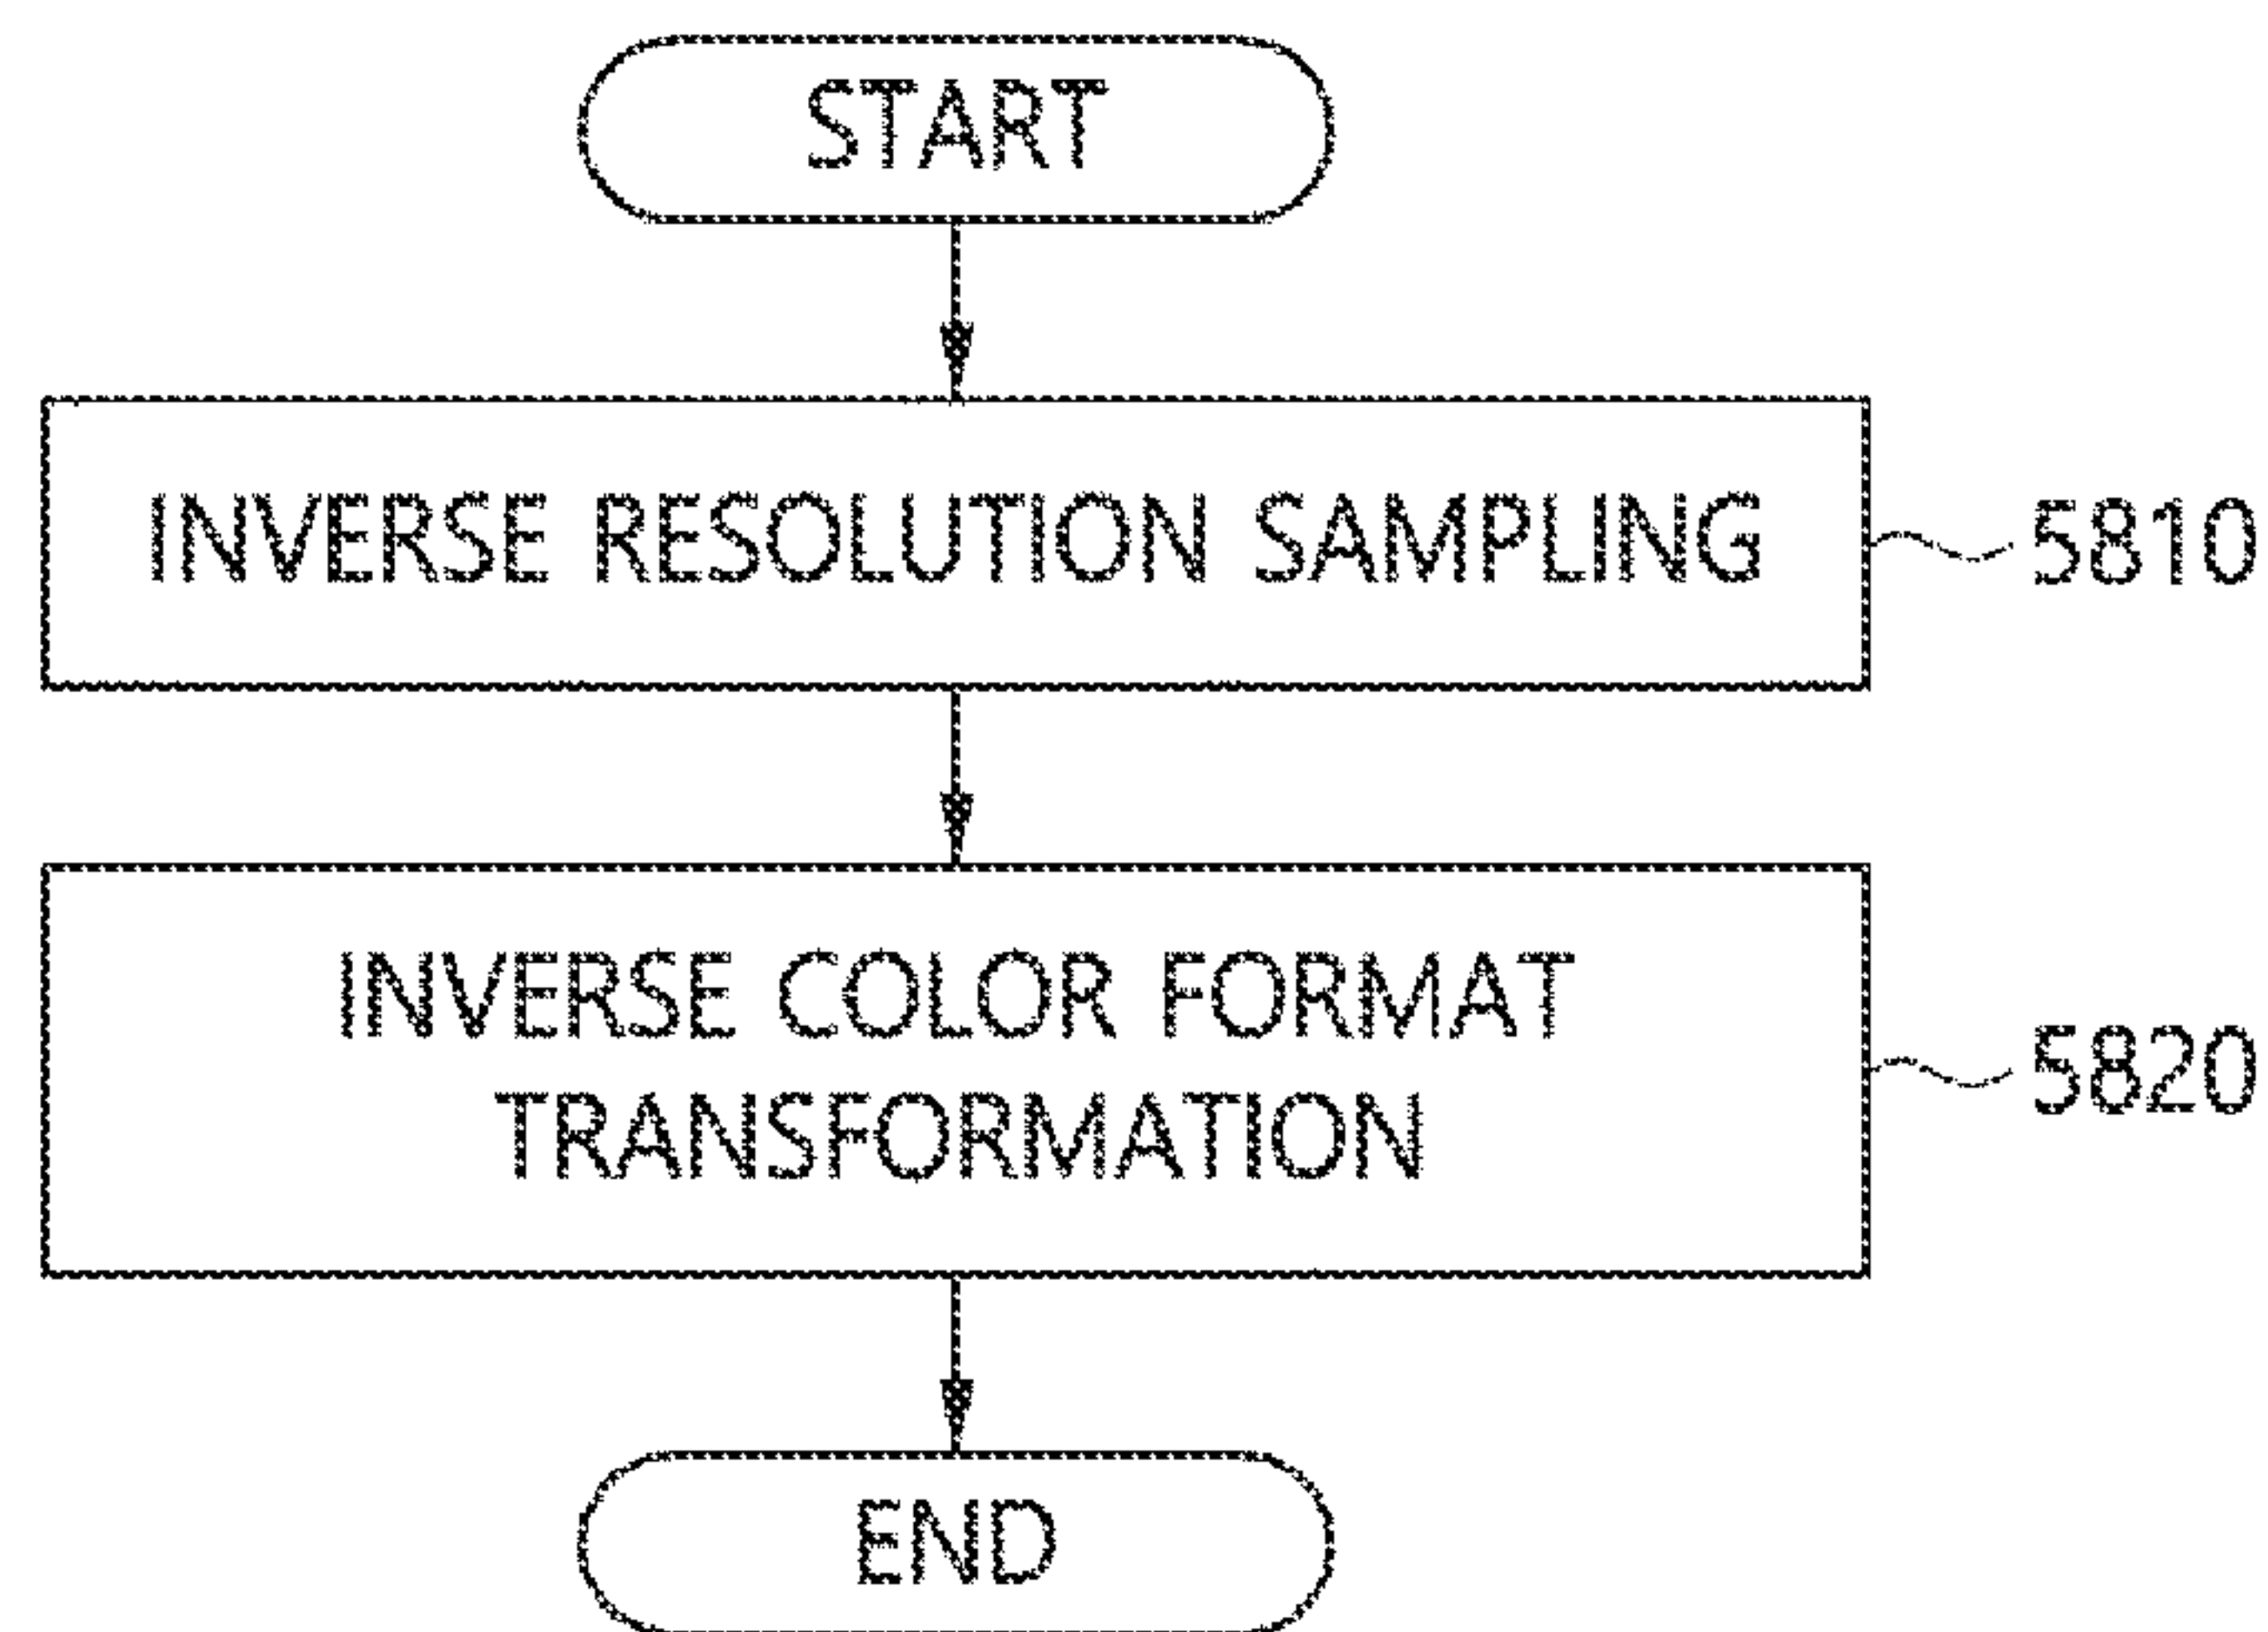 START
INVERSE RESOLUTION SAMPLING
5810
INVERSE COLOR FORMAT
TRANSFORMATION
5820
END